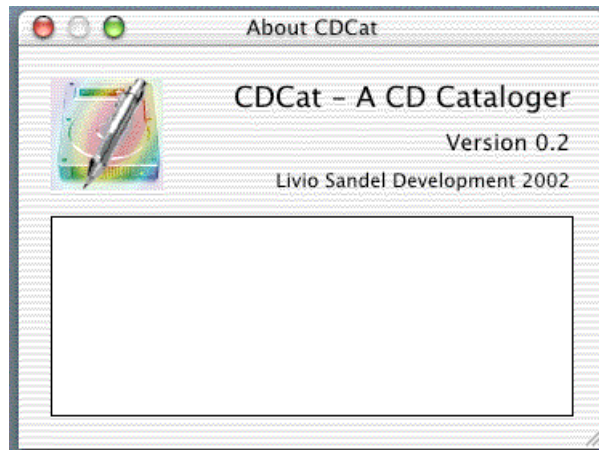 About CDCat
CDCat – A CD Cataloger
Version 0.2
Livio Sandel Development 2002